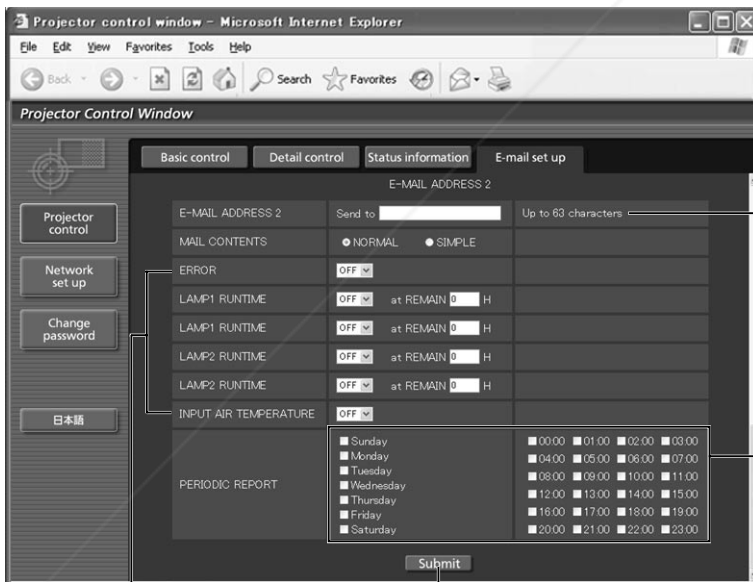 Projector control window - Microsoft Internet Explorer
File Edit View Favorites Tools Help
Back Search Favorites
Projector Control Window
Basic control Detail control Status information E-mail set up
Projector control
Network set up
Change password
日本語
E-MAIL ADDRESS 2
E-MAIL ADDRESS 2 Send to Up to 63 characters
MAIL CONTENTS NORMAL SIMPLE
ERROR OFF
LAMP1 RUNTIME OFF at REMAIN 0 H
LAMP1 RUNTIME OFF at REMAIN 0 H
LAMP2 RUNTIME OFF at REMAIN 0 H
LAMP2 RUNTIME OFF at REMAIN 0 H
INPUT AIR TEMPERATURE OFF
PERIODIC REPORT
Sunday
Monday
Tuesday
Wednesday
Thursday
Friday
Saturday
00:00 01:00 02:00 03:00
04:00 05:00 06:00 07:00
08:00 09:00 10:00 11:00
12:00 13:00 14:00 15:00
16:00 17:00 18:00 19:00
20:00 21:00 22:00 23:00
Submit